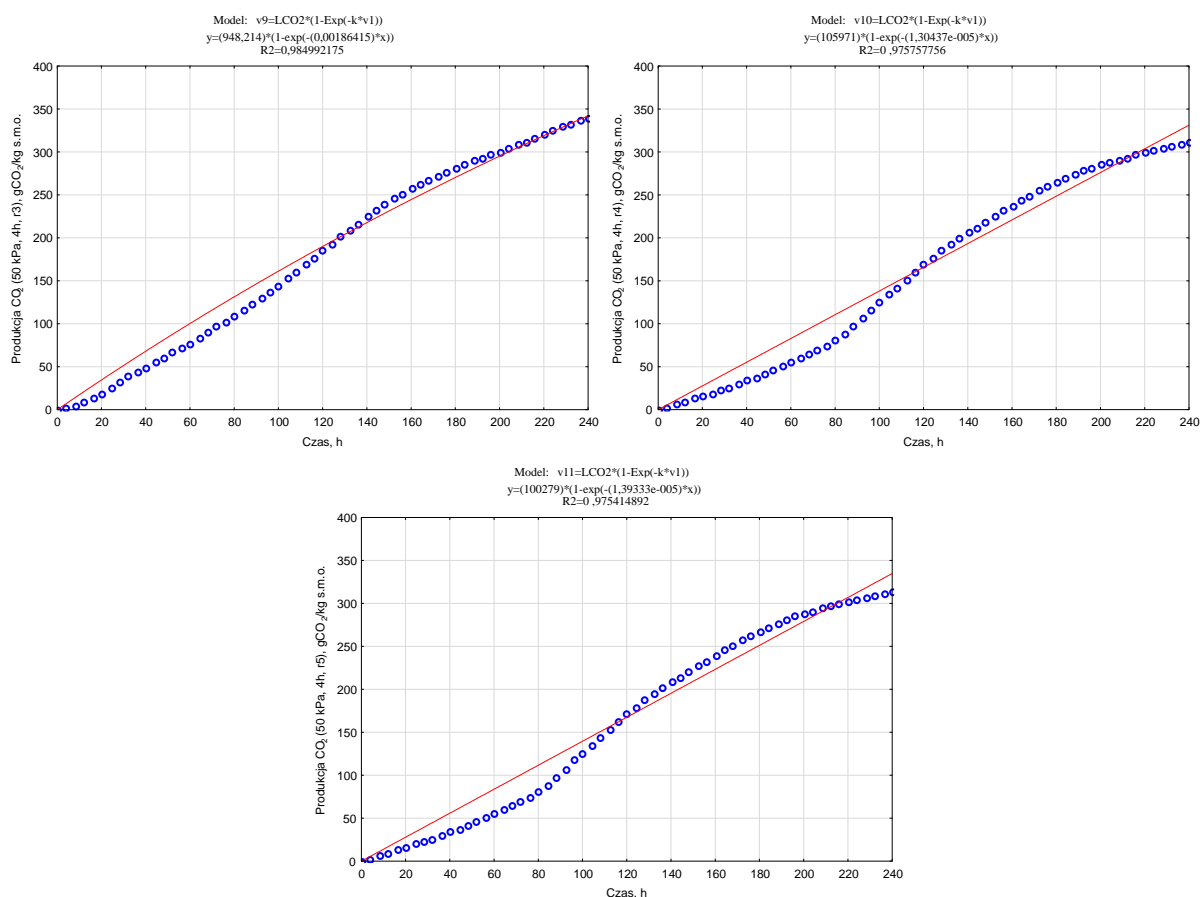 Model: v9=LCO2*(1-Exp(-k*v1))
y=(948,214)*(1-exp(-(0,00186415)*x))
R2=0,984992175
400
350
300
250
200
150
100
50
0
Produkcja CO2 (50 kPa, 4h, r3), gCO2/kg s.m.o.
0 20 40 60 80 100 120 140 160 180 200 220 240
Czas, h
Model: v10=LCO2*(1-Exp(-k*v1))
y=(105971)*(1-exp(-(1,30437e-005)*x))
R2=0 ,975757756
400
350
300
250
200
150
100
50
0
Produkcja CO2 (50 kPa, 4h, r4), gCO2/kg s.m.o.
0 20 40 60 80 100 120 140 160 180 200 220 240
Czas, h
Model: v11=LCO2*(1-Exp(-k*v1))
y=(100279)*(1-exp(-(1,39333e-005)*x))
R2=0 ,975414892
400
350
300
250
200
150
100
50
0
Produkcja CO2 (50 kPa, 4h, r5), gCO2/kg s.m.o.
0 20 40 60 80 100 120 140 160 180 200 220 240
Czas, h